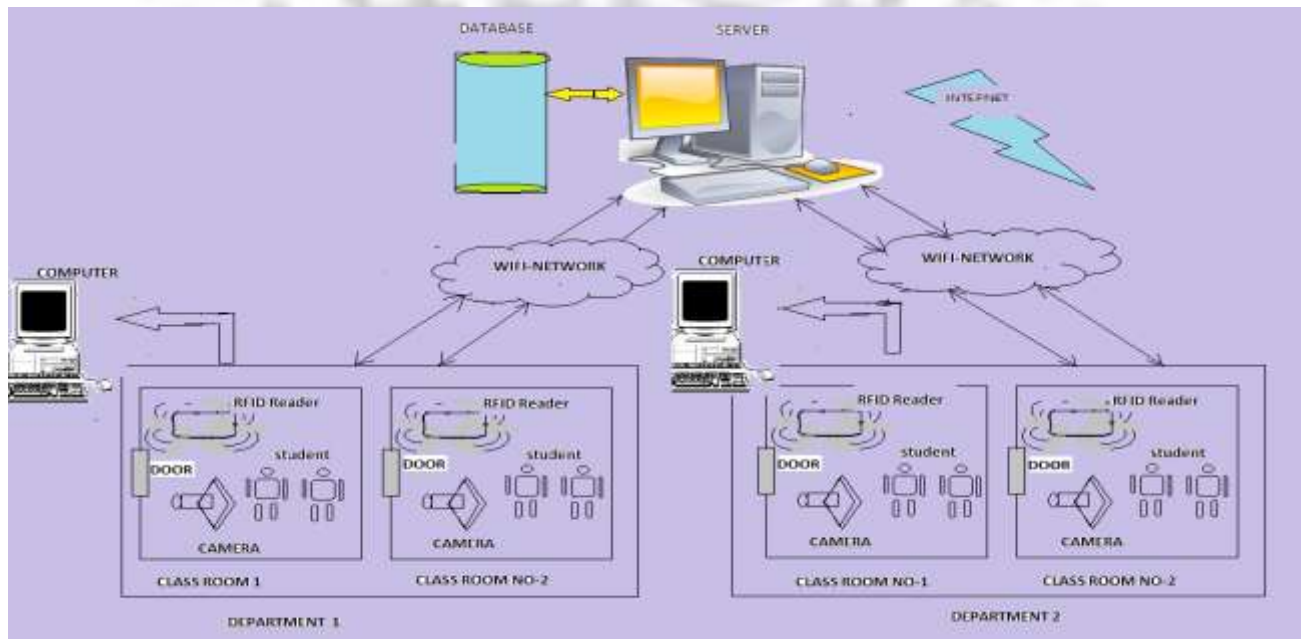 DATABASE
SERVER
INTEPNET
WIFI-NETWORK
WIFI-NETWORK
COMPUTER
COMPUTER
RFID Reader
DOOR
student
CAMERA
CLASS ROOM 1
RFID Reader
DOOR
student
CAMERA
CLASS ROOM NO-2
DEPARTMENT 1
RFID Reader
DOOR
student
CAMERA
CLASS ROOM NO-1
RFID Reader
DOOR
student
CAMERA
CLASS ROOM NO-2
DEPARTMENT 2